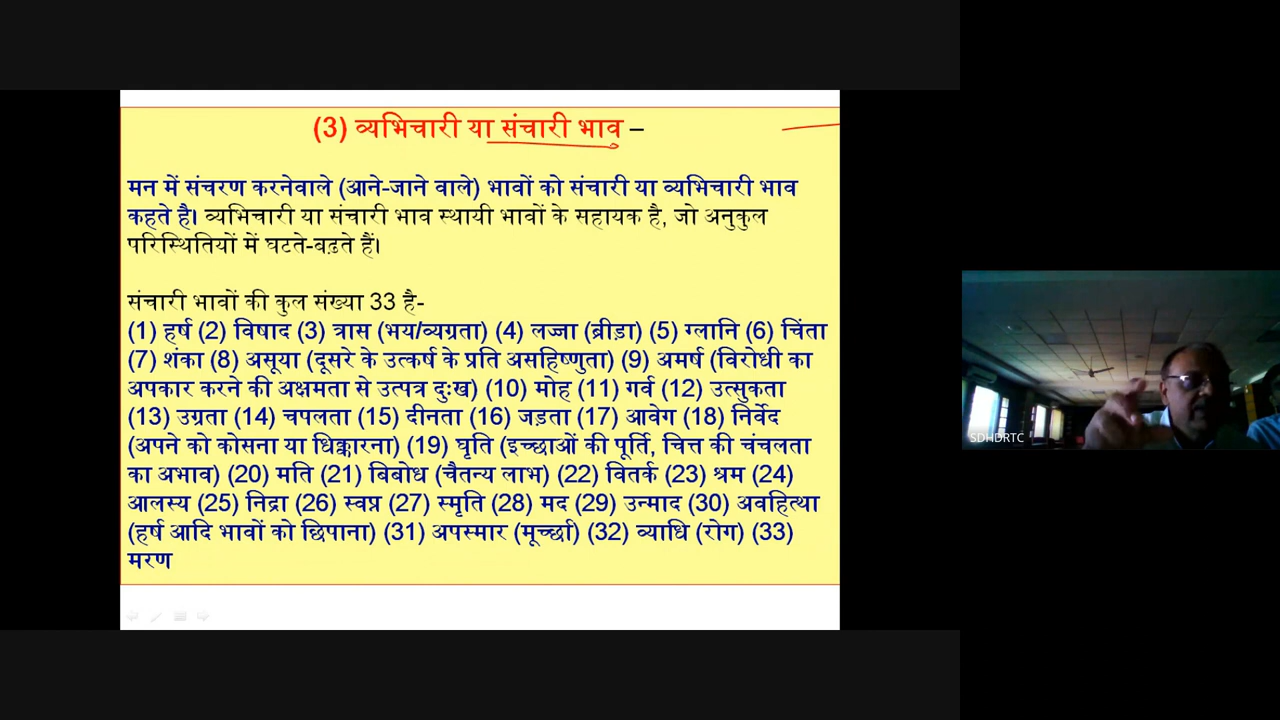 (3) व्यभिचारी या संचारी भाव –
मन में संचरण करनेवाले (आने-जाने वाले) भावों को संचारी या व्यभिचारी भाव
कहते है। व्यभिचारी या संचारी भाव स्थायी भावों के सहायक है, जो अनुकुल
परिस्थितियों में घटते-बढ़ते हैं।
संचारी भावों की कुल संख्या 33 है-
(1) हर्ष (2) विषाद (3) त्रास (भय/व्यग्रता) (4) लज्जा (ब्रीड़ा) (5) ग्लानि (6) चिंता
(7) शंका (8) असूया (दूसरे के उत्कर्ष के प्रति असहिष्णुता) (9) अमर्ष (विरोधी का
अपकार करने की अक्षमता से उत्पत्र दुःख) (10) मोह (11) गर्व (12) उत्सुकता
(13) उग्रता (14) चपलता (15) दीनता (16) जड़ता (17) आवेग (18) निर्वेद
(अपने को कोसना या धिक्कारना) (19) घृति (इच्छाओं की पूर्ति, चित्त की चंचलता
का अभाव) (20) मति (21) बिबोध (चैतन्य लाभ) (22) वितर्क (23) श्रम (24)
आलस्य (25) निद्रा (26) स्वप्न (27) स्मृति (28) मद (29) उन्माद (30) अवहित्था
(हर्ष आदि भावों को छिपाना) (31) अपस्मार (मूर्च्छा) (32) व्याधि (रोग) (33)
मरण
SDHDRTC